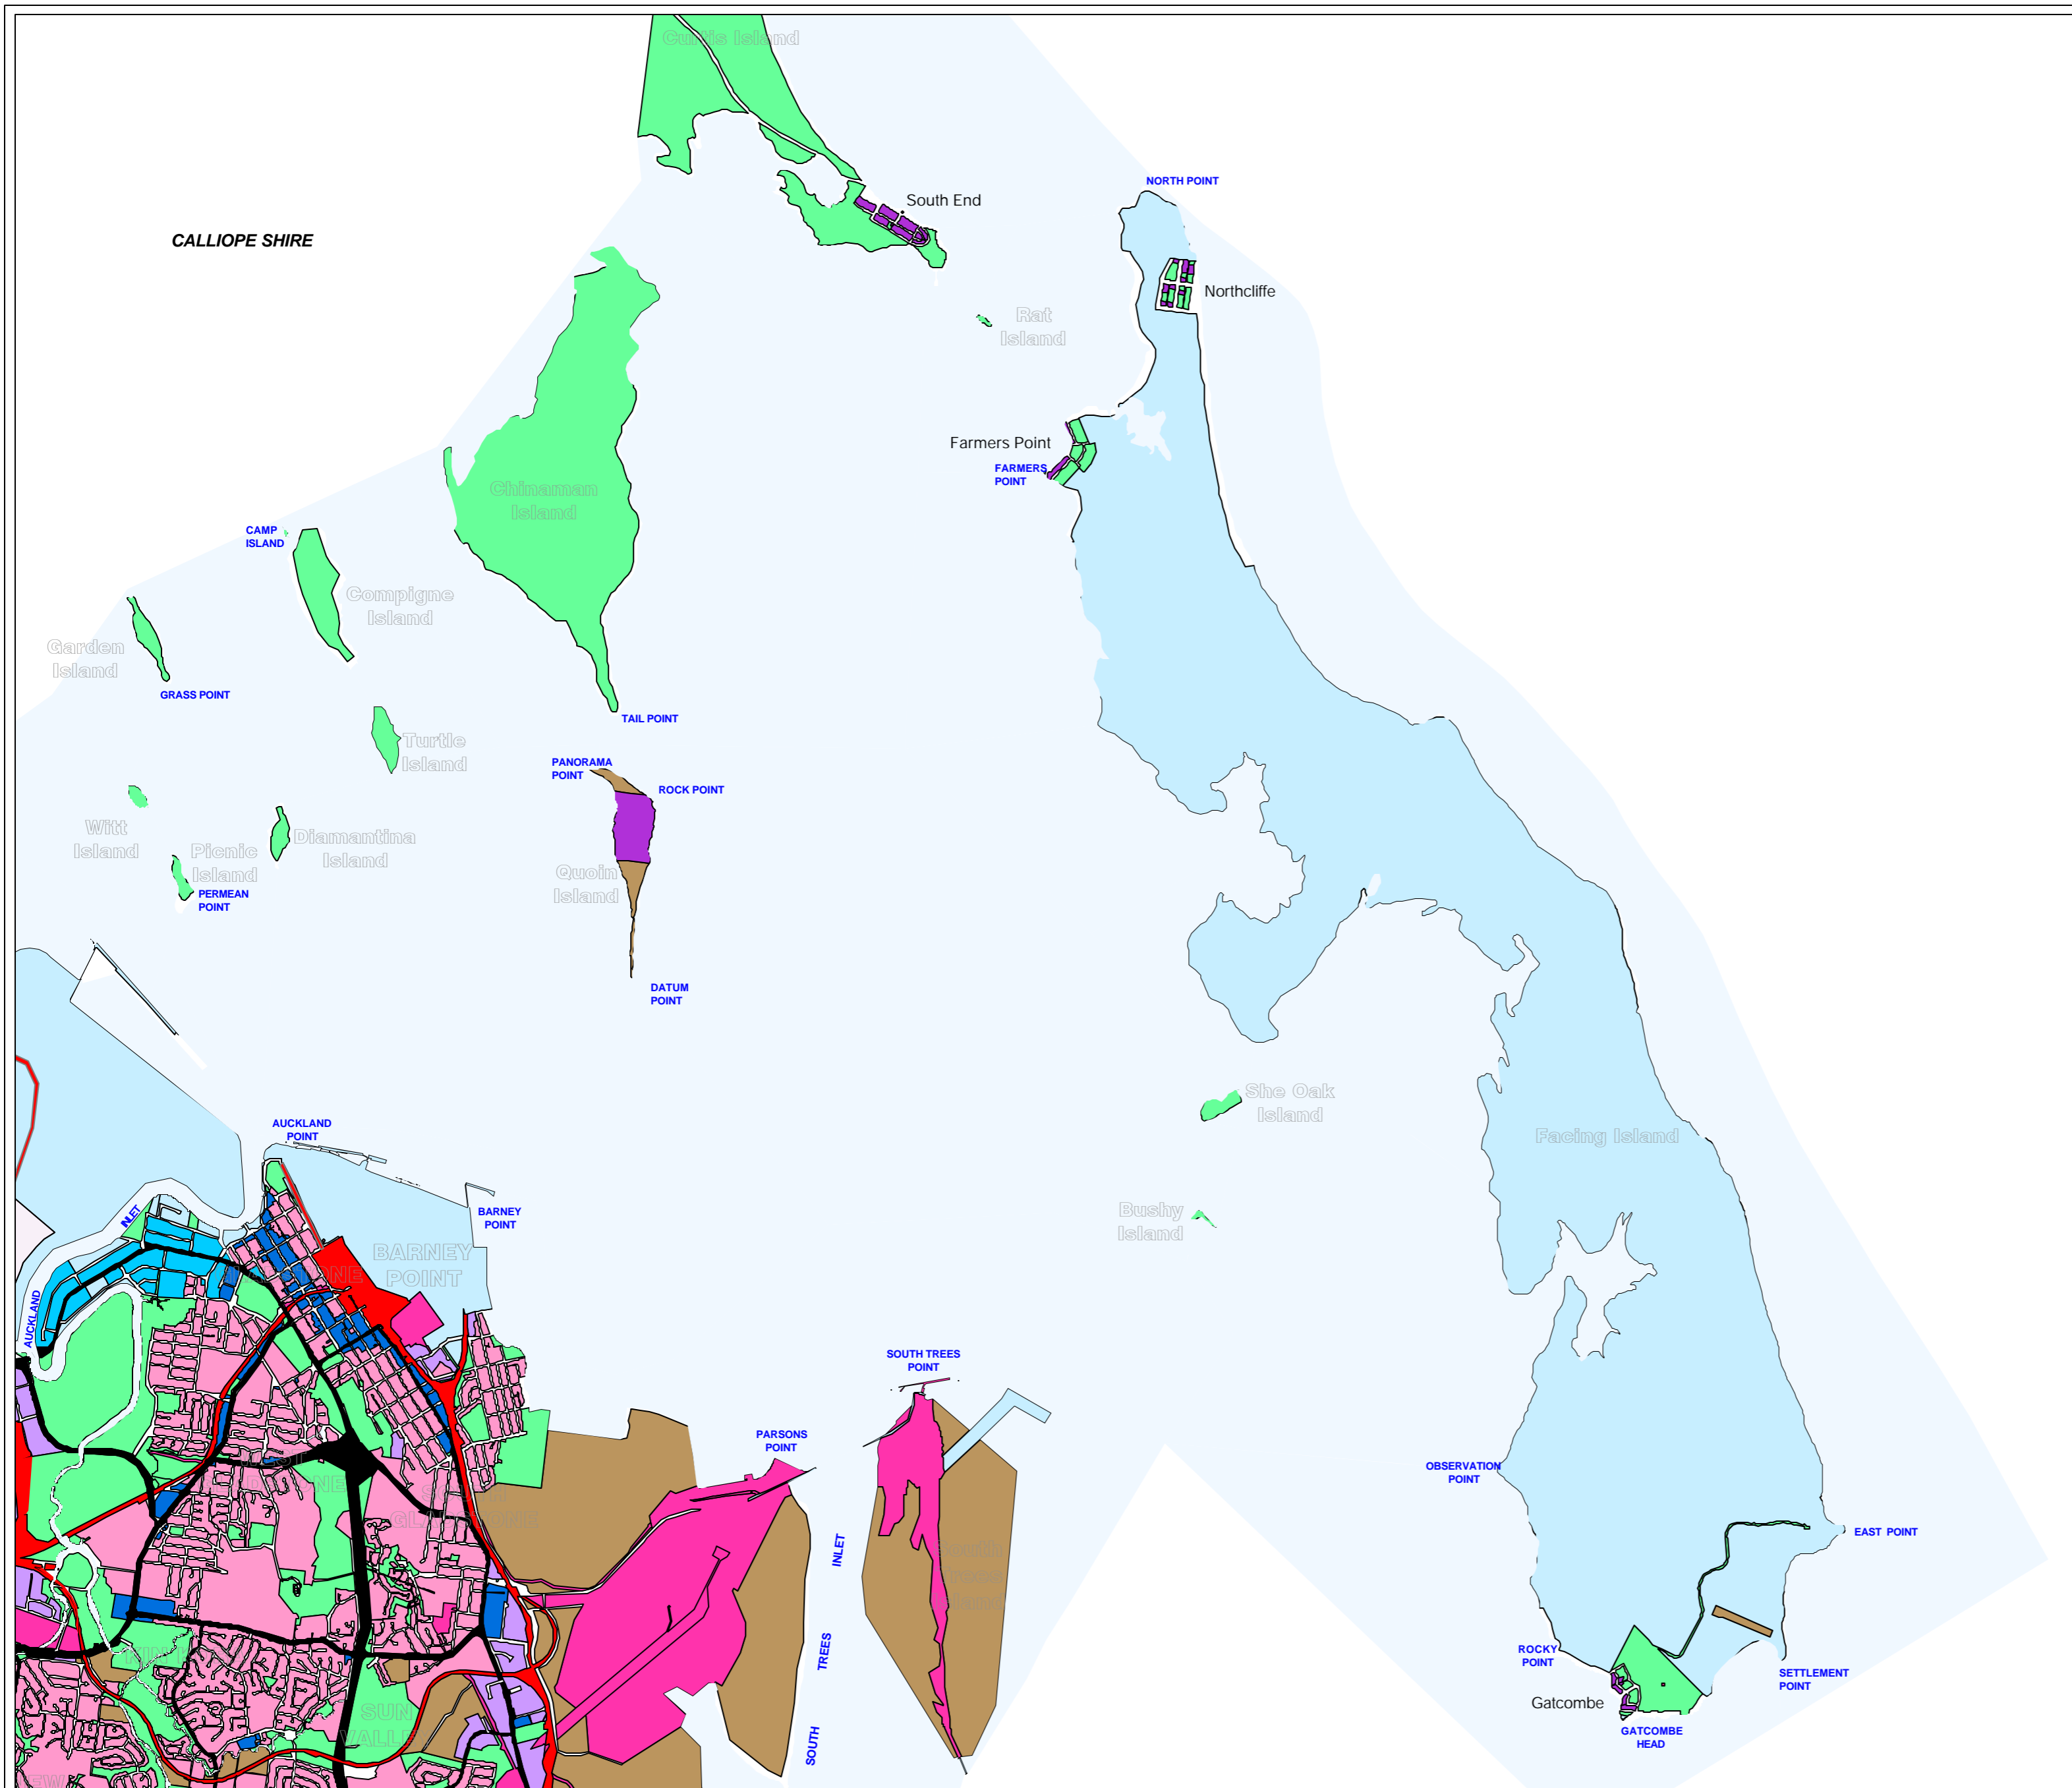 Curtis Island
NORTH POINT
South End
CALLIOPE SHIRE
Northcliffe
Rat
Island
Farmers Point
FARMERS
POINT
Chinaman
Island
CAMP
ISLAND
Compigne
Island
Garden
Island
GRASS POINT
TAIL POINT
Turtle
Island
PANORAMA
POINT
ROCK POINT
Witt
Island
Picnic
Island
Diamantina
Island
Quoin
Island
PERMEAN
POINT
DATUM
POINT
She Oak
Island
AUCKLAND
POINT
Facing Island
INLET
BARNEY
POINT
Bushy
Island
BARNEY
POINT
AUCKLAND
SOUTH TREES
POINT
PARSONS
POINT
OBSERVATION
POINT
EAST POINT
INLET
South
Trees
Island
TREES
SOUTH
ROCKY
POINT
SETTLEMENT
POINT
Gatcombe
GATCOMBE
HEAD
SUN
VALLEY